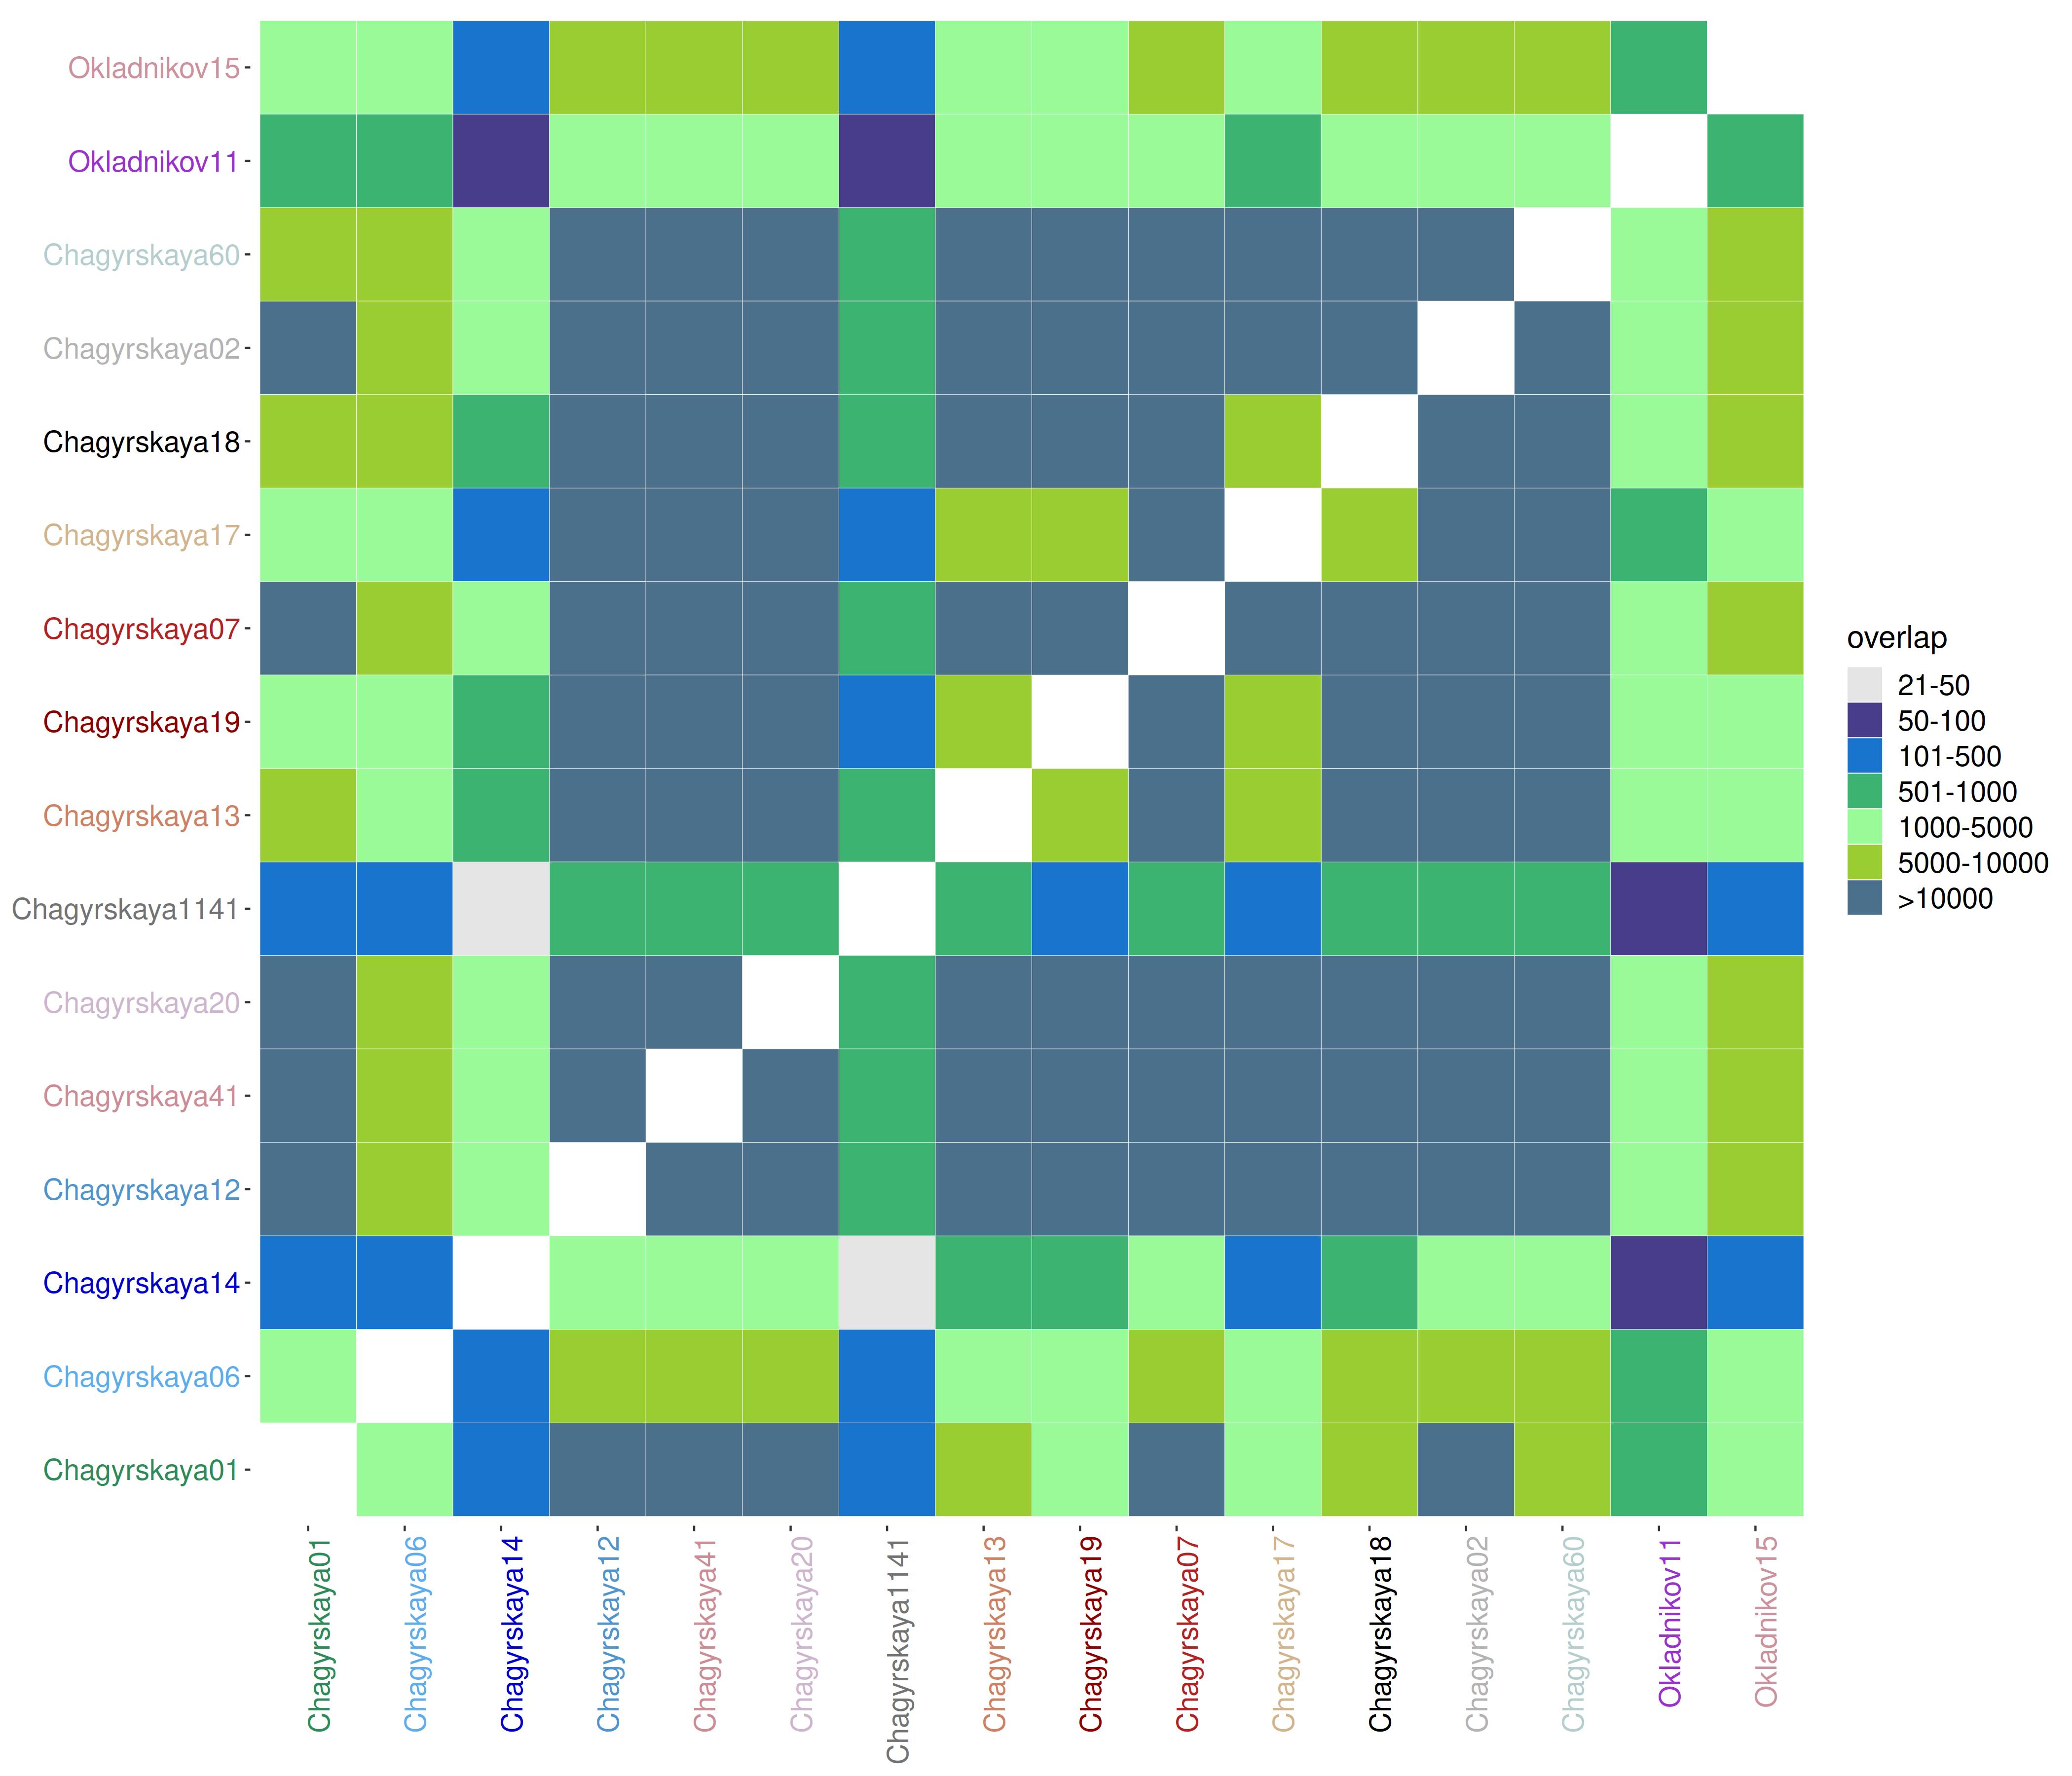 Okladnikov15
Okladnikov11
Chagyrskaya60
Chagyrskaya02
Chagyrskaya18
Chagyrskaya17
Chagyrskaya07
Chagyrskaya19
Chagyrskaya13
Chagyrskaya1141
Chagyrskaya20
Chagyrskaya41
Chagyrskaya12
Chagyrskaya14
Chagyrskaya06
Chagyrskaya01
Chagyrskaya01
Chagyrskaya06
Chagyrskaya14
Chagyrskaya12
Chagyrskaya41
Chagyrskaya20
Chagyrskaya1141
Chagyrskaya13
Chagyrskaya19
Chagyrskaya07
Chagyrskaya17
Chagyrskaya18
Chagyrskaya02
Chagyrskaya60
Okladnikov11
Okladnikov15
overlap
21-50
50-100
101-500
501-1000
1000-5000
5000-10000
>10000